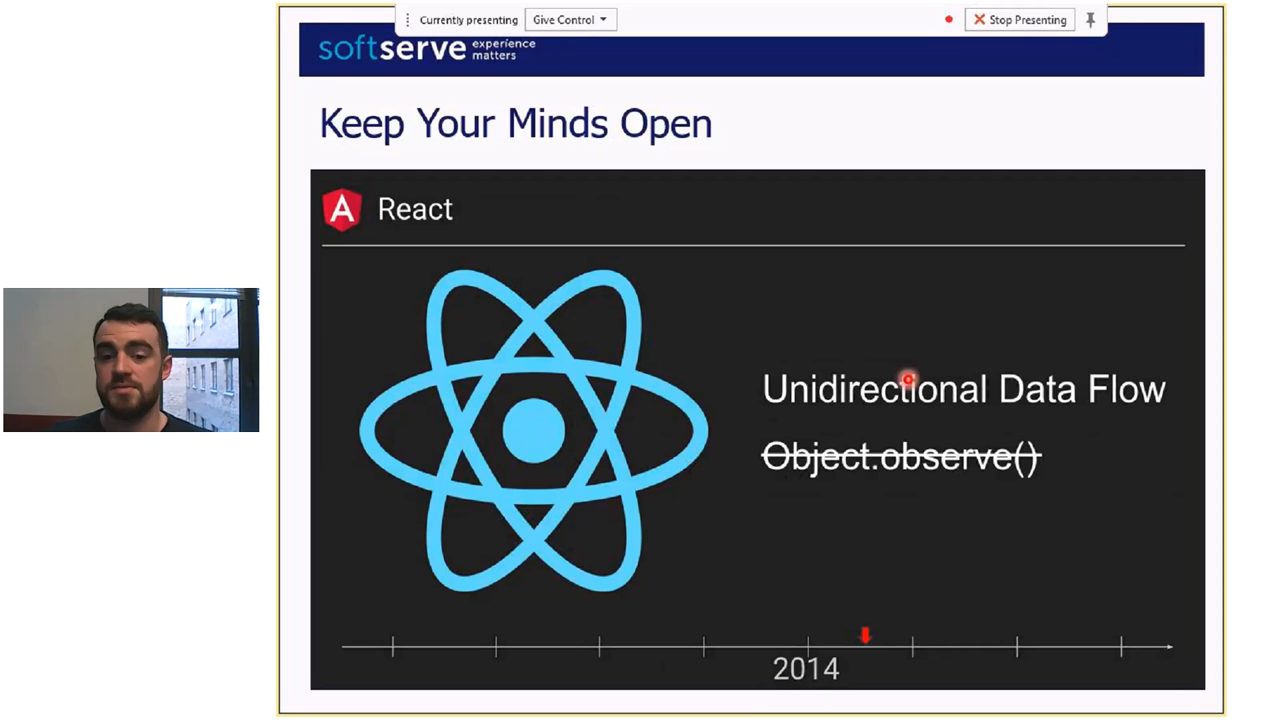 Currently presenting
Give Control
Stop Presenting
softserve experience matters
Keep Your Minds Open
A React
Unidirectional Data Flow
Object.observe()
2014